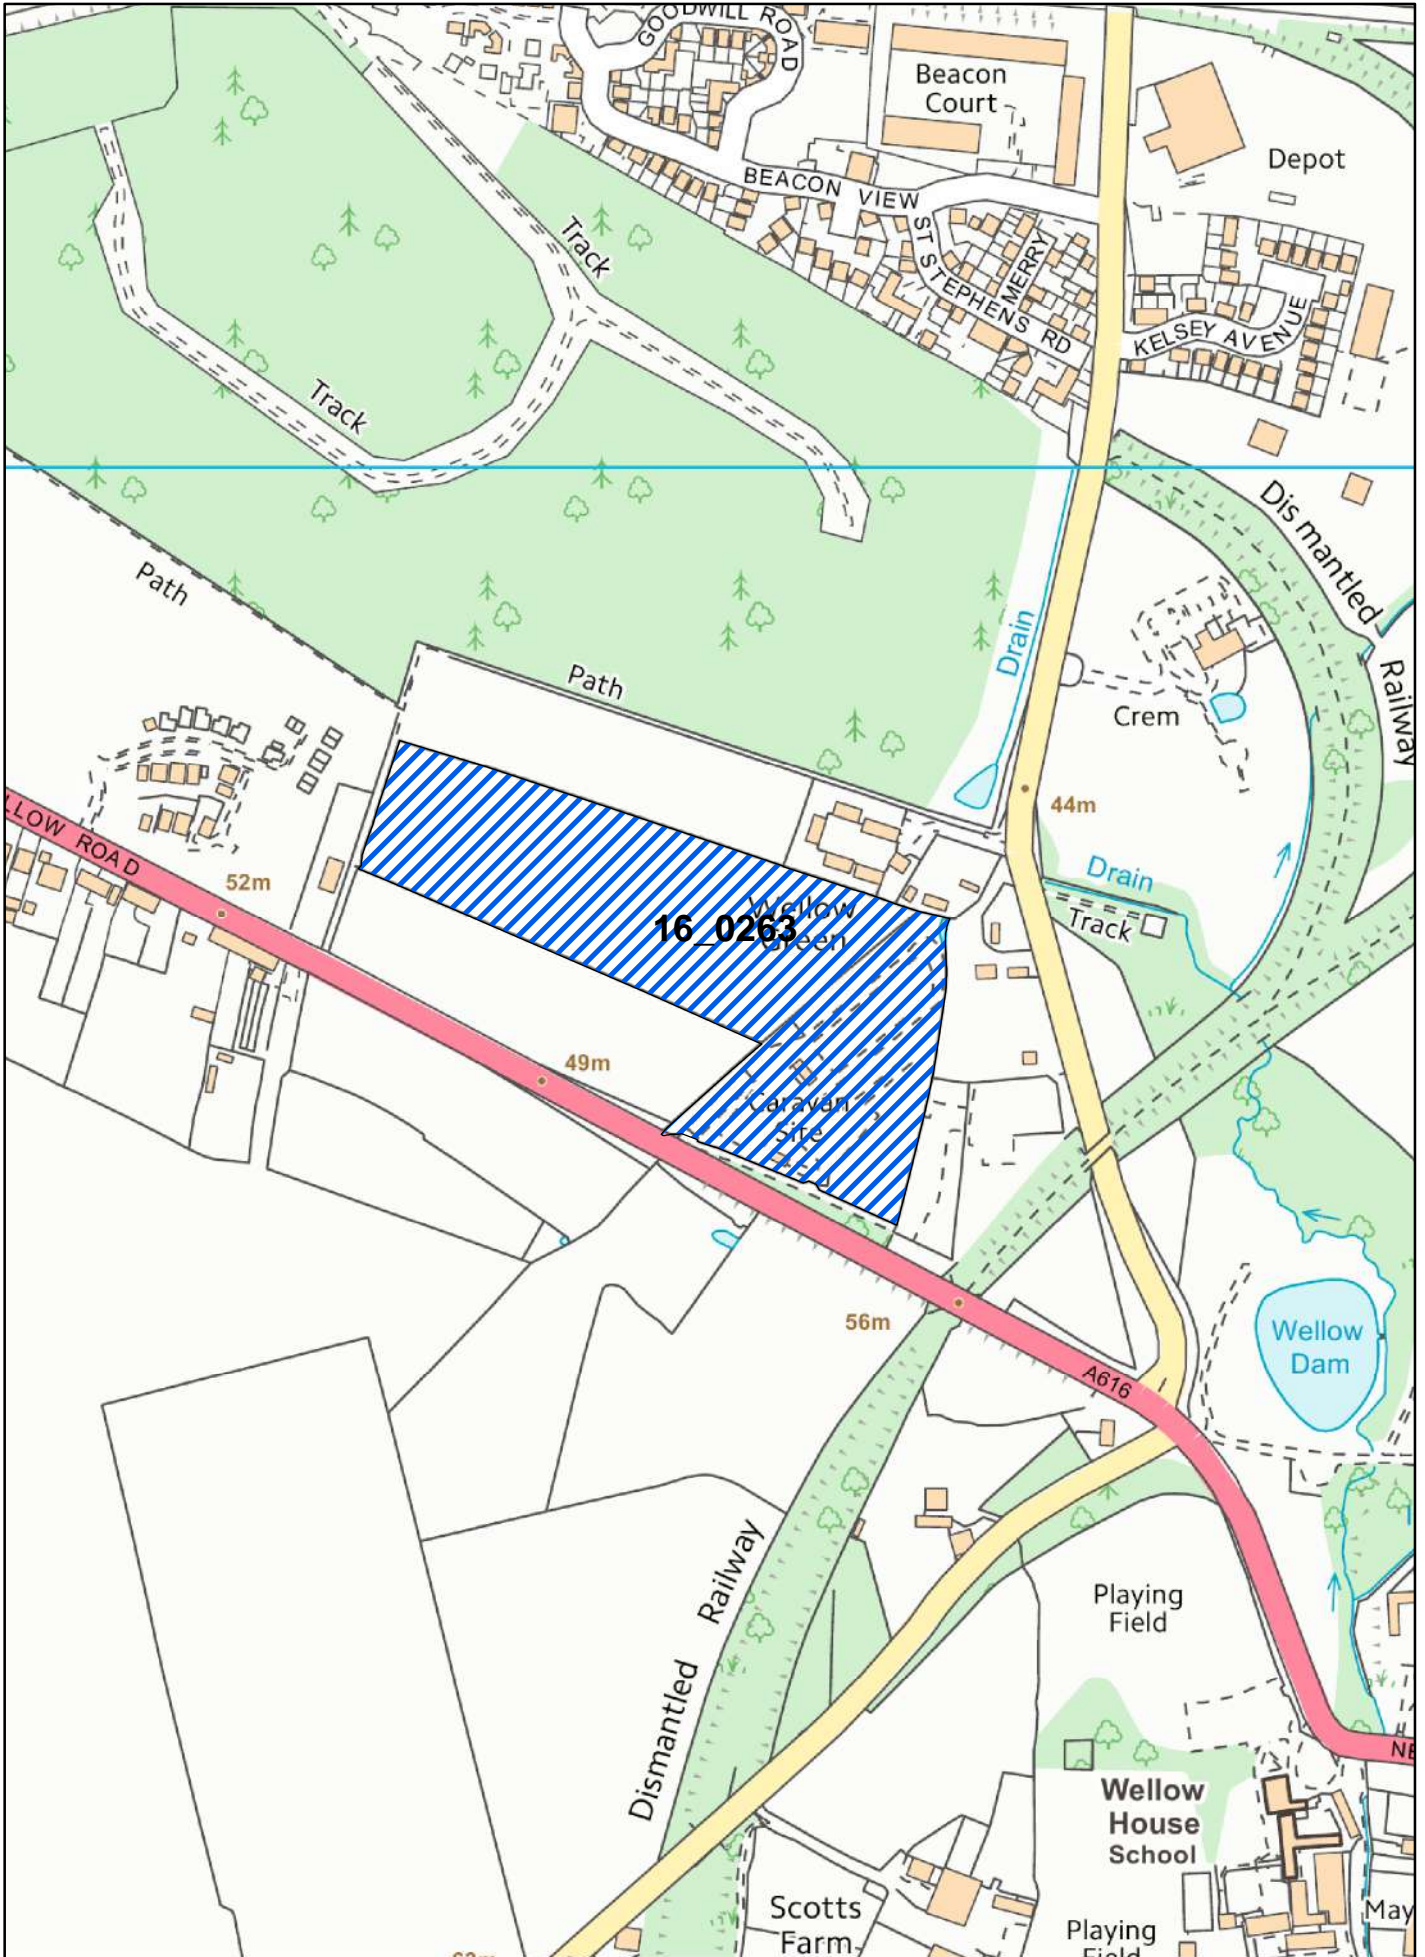 GOODWILL ROAD
Beacon
Court
Depot
BEACON VIEW
ST STEPHENS RD
MERRY
KELSEY AVENUE
Track
Track
Path
Path
Drain
Dismantled
Railway
Crem
44m
Drain
Track
LLOW ROAD
52m
Wellow
Green
16_0263
49m
Caravan
Site
56m
A616
Wellow
Dam
Railway
Dismantled
Playing
Field
Wellow
House
School
NE
May
Scotts
Farm
Playing
Field